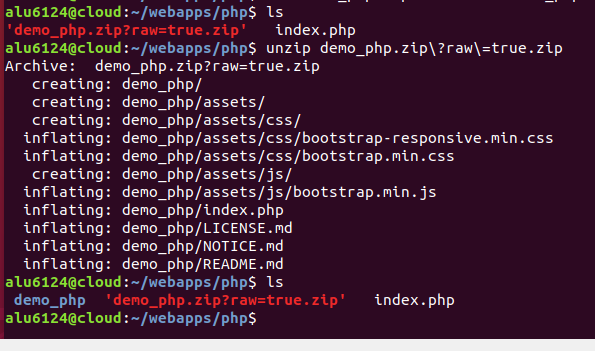 alu6124@cloud:~/webapps/php$ ls
'demo_php.zip?raw=true.zip'   index.php
alu6124@cloud:~/webapps/php$ unzip demo_php.zip\?raw\=true.zip
Archive:  demo_php.zip?raw=true.zip
   creating: demo_php/
   creating: demo_php/assets/
   creating: demo_php/assets/css/
  inflating: demo_php/assets/css/bootstrap-responsive.min.css
  inflating: demo_php/assets/css/bootstrap.min.css
   creating: demo_php/assets/js/
  inflating: demo_php/assets/js/bootstrap.min.js
  inflating: demo_php/index.php
  inflating: demo_php/LICENSE.md
  inflating: demo_php/NOTICE.md
  inflating: demo_php/README.md
alu6124@cloud:~/webapps/php$ ls
 demo_php  'demo_php.zip?raw=true.zip'   index.php
alu6124@cloud:~/webapps/php$